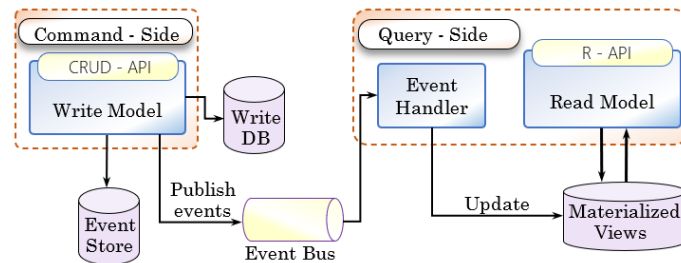 Command - Side
CRUD - API
Write Model
Write
DB
Event
Store
Publish
events
Event Bus
Query - Side
Event
Handler
R - API
Read Model
Update
Materialized
Views